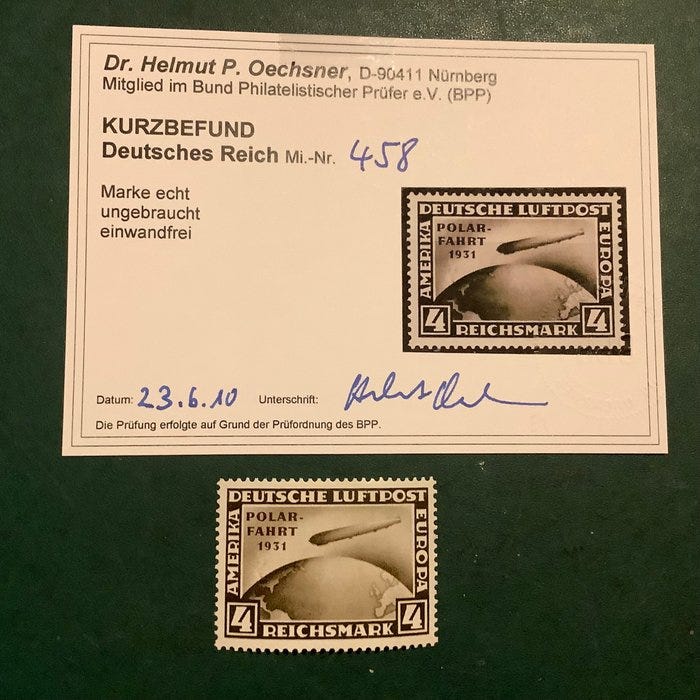 Dr. Helmut P. Oechsner, D-90411 Nürnberg
Mitglied im Bund Philatelistischer Prüfer e.V. (BPP)
KURZBEFUND
Deutsches Reich Mi.-Nr. 458
Marke echt
ungebraucht
einwandfrei
DEUTSCHE LUFTPOST
AMERIKA
POLAR-
FAHRT
1931
EUROPA
4 REICHSMARK 4
Datum: 23.6.10 Unterschrift:
Die Prüfung erfolgte auf Grund der Prüfordnung des BPP.
DEUTSCHE LUFTPOST
AMERIKA
POLAR-
FAHRT
1931
EUROPA
4 REICHSMARK 4